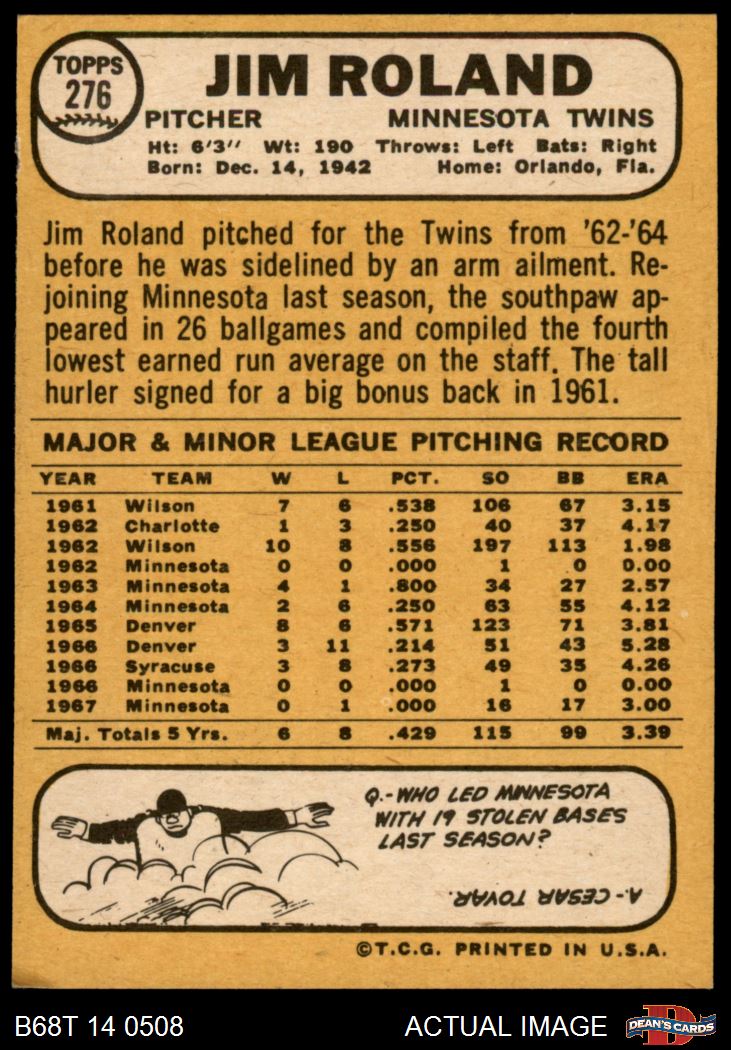 TOPPS
276
JIM ROLAND
PITCHER MINNESOTA TWINS
Ht: 6'3" Wt: 190 Throws: Left Bats: Right
Born: Dec. 14, 1942 Home: Orlando, Fla.
Jim Roland pitched for the Twins from '62-'64
before he was sidelined by an arm ailment. Re-
joining Minnesota last season, the southpaw ap-
peared in 26 ballgames and compiled the fourth
lowest earned run average on the staff. The tall
hurler signed for a big bonus back in 1961.
MAJOR & MINOR LEAGUE PITCHING RECORD
YEAR TEAM W L PCT. SO BB ERA
1961 Wilson 7 6 .538 106 67 3.15
1962 Charlotte 1 3 .250 40 37 4.17
1962 Wilson 10 8 .556 197 113 1.98
1962 Minnesota 0 0 .000 1 0 0.00
1963 Minnesota 4 1 .800 34 27 2.57
1964 Minnesota 2 6 .250 63 55 4.12
1965 Denver 8 6 .571 123 71 3.81
1966 Denver 3 11 .214 51 43 5.28
1966 Syracuse 3 8 .273 49 35 4.26
1966 Minnesota 0 0 .000 1 0 0.00
1967 Minnesota 0 1 .000 16 17 3.00
Maj. Totals 5 Yrs. 6 8 .429 115 99 3.39
Q.-WHO LED MINNESOTA
WITH 19 STOLEN BASES
LAST SEASON?
A-CESAR TOVAR.
©T.C.G. PRINTED IN U.S.A.
B68T 14 0508 ACTUAL IMAGE
D
DEAN'S CARDS